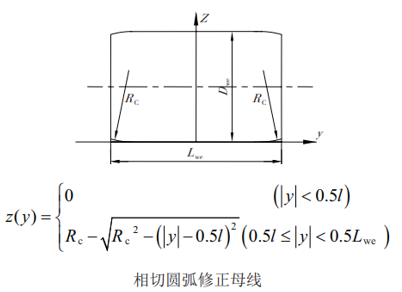 Z
R_C
D_we
R_C
y
L_we
z(y) = { 0 (|y| < 0.5l)
R_c − √(R_c² − (|y| − 0.5l)²) (0.5l ≤ |y| < 0.5L_we)
相切圆弧修正母线